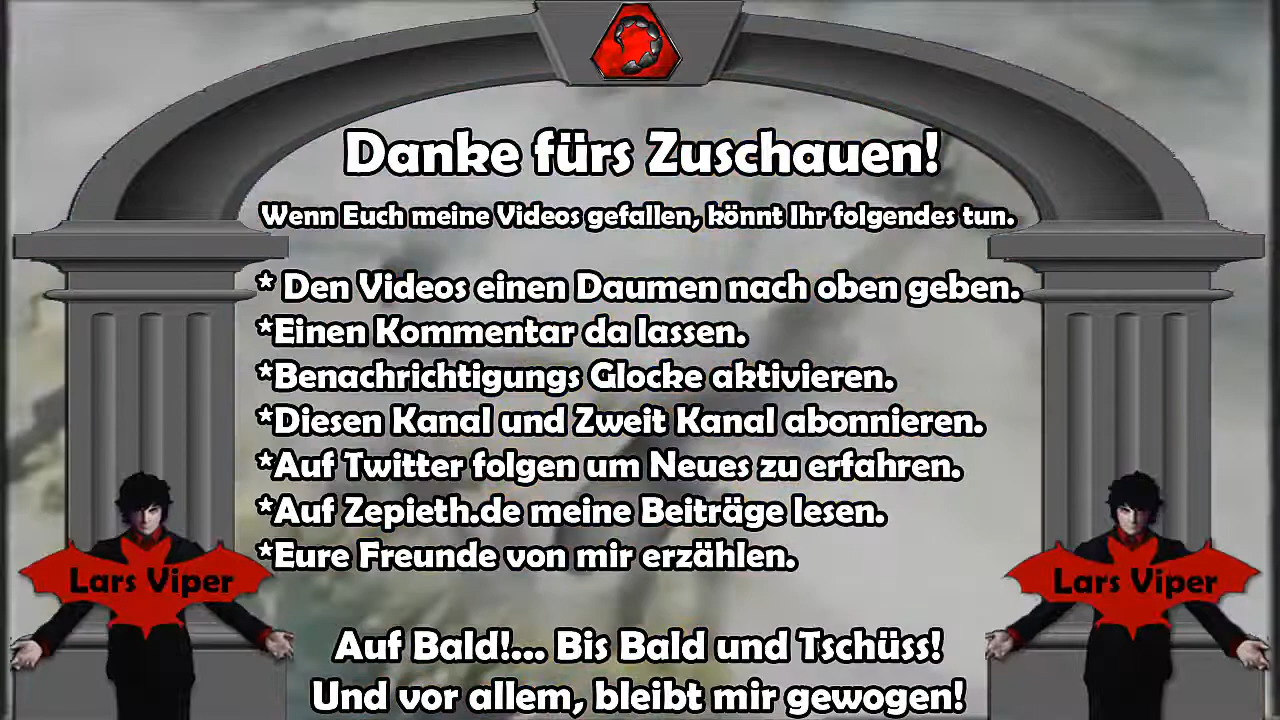 Danke fürs Zuschauen!
Wenn Euch meine Videos gefallen, könnt Ihr folgendes tun.
* Den Videos einen Daumen nach oben geben.
*Einen Kommentar da lassen.
*Benachrichtigungs Glocke aktivieren.
*Diesen Kanal und Zweit Kanal abonnieren.
*Auf Twitter folgen um Neues zu erfahren.
*Auf Zepieth.de meine Beiträge lesen.
*Eure Freunde von mir erzählen.
Lars Viper
Lars Viper
Auf Bald!... Bis Bald und Tschüss!
Und vor allem, bleibt mir gewogen!